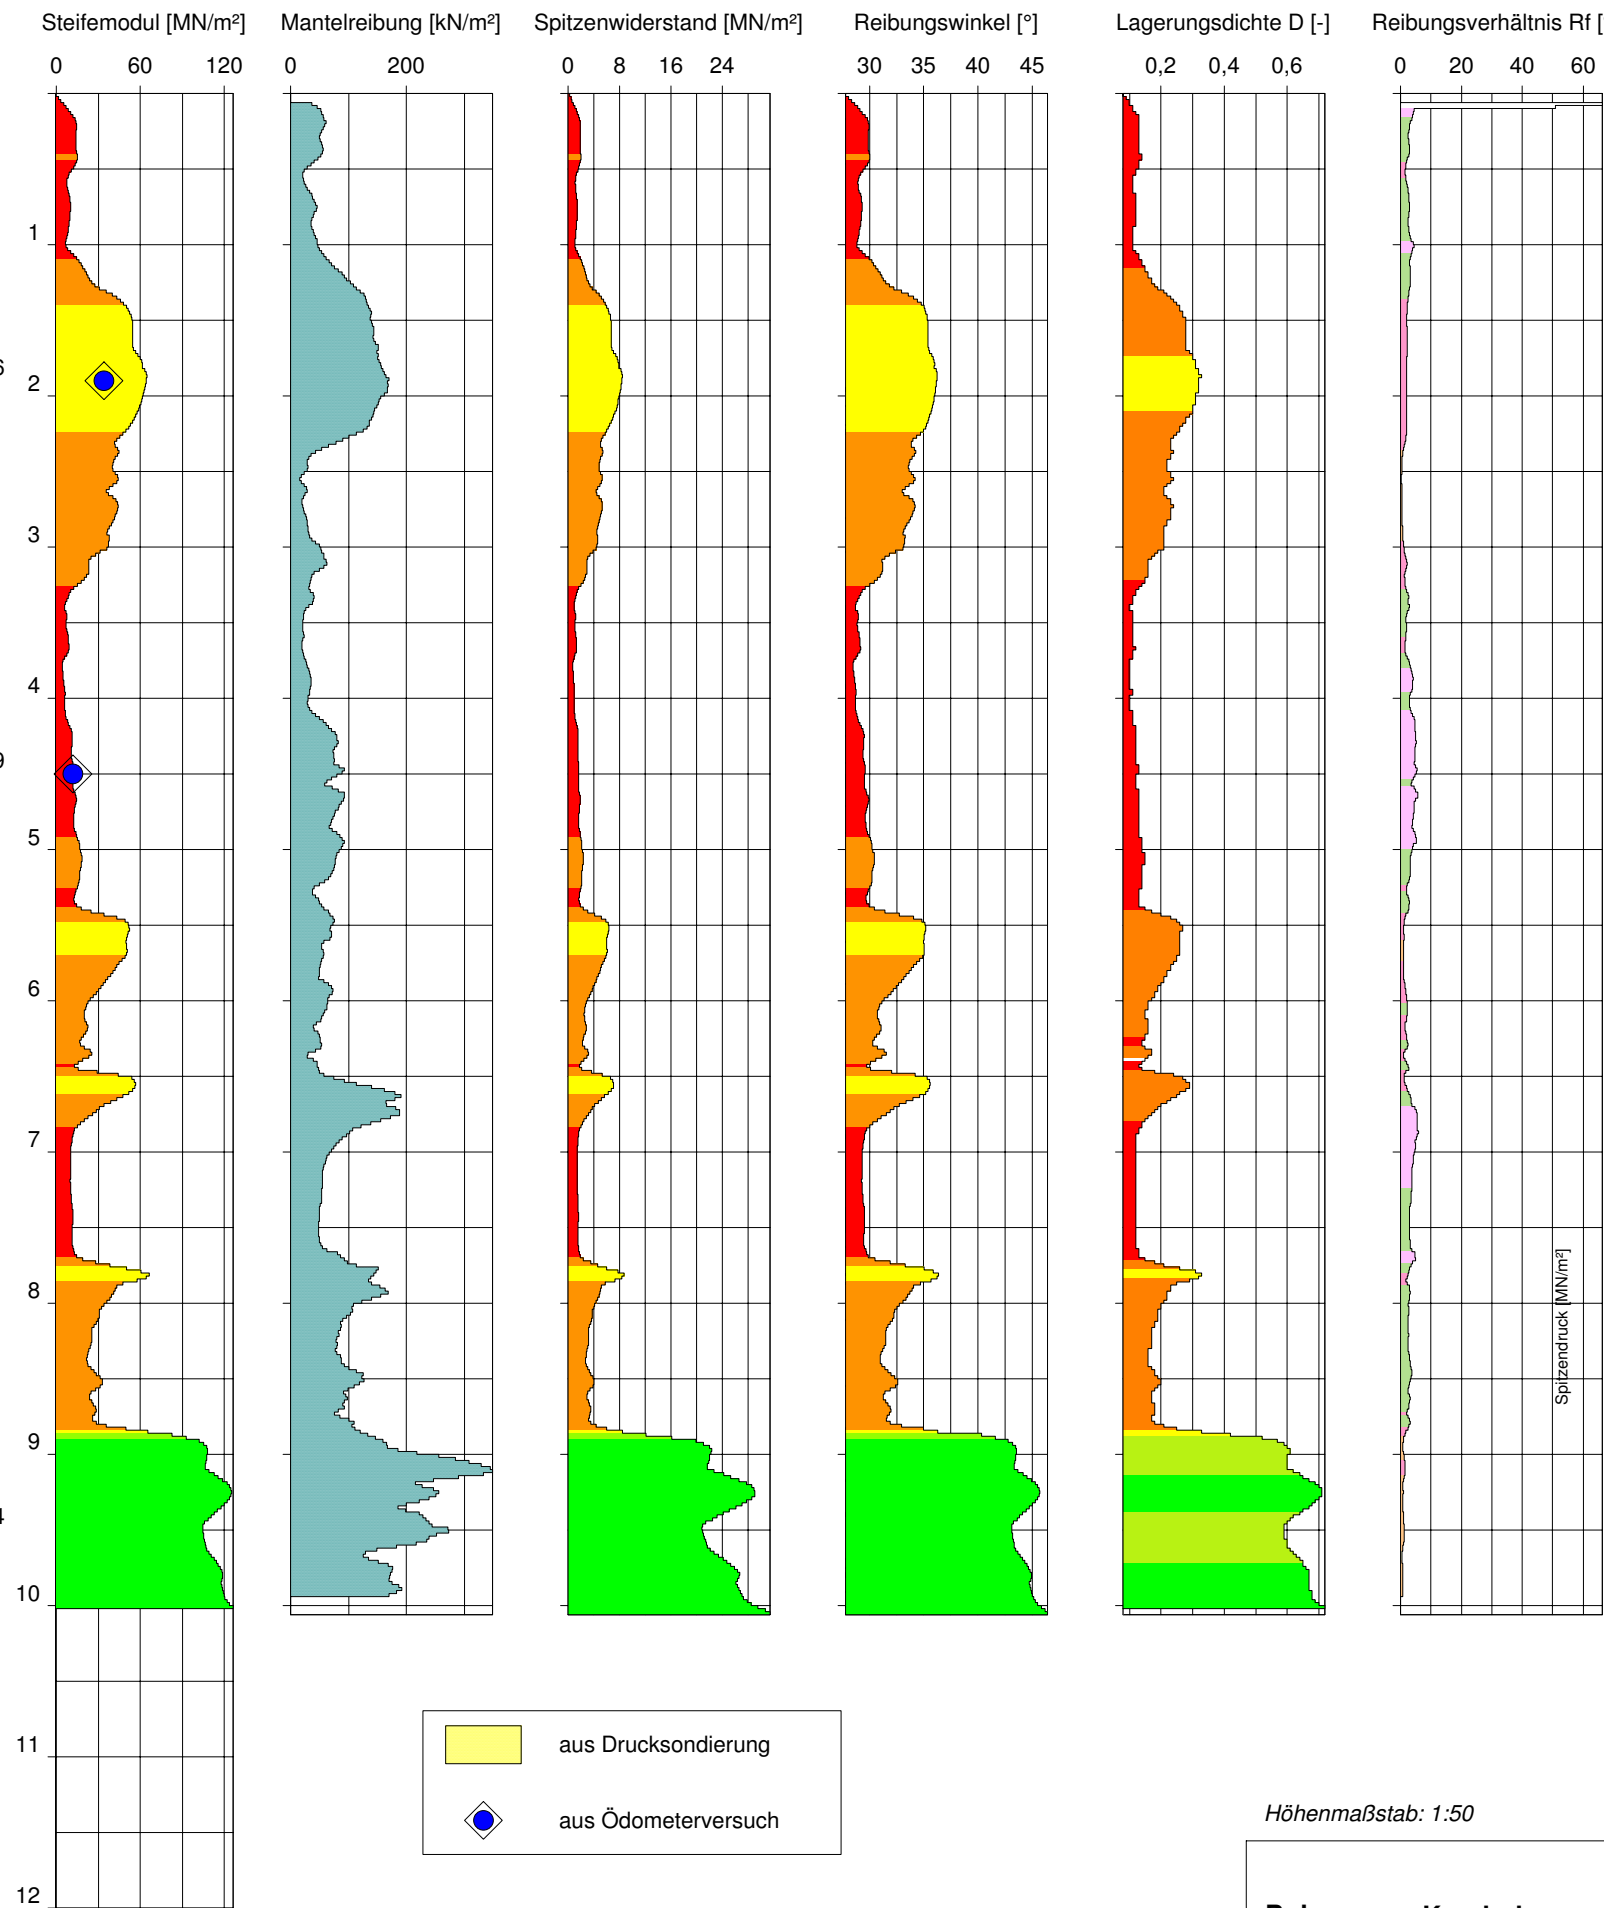 Steifemodul [MN/m²] Mantelreibung [kN/m²] Spitzenwiderstand [MN/m²] Reibungswinkel [°] Lagerungsdichte D [-] Reibungsverhältnis Rf [
0 60 120 0 200 0 8 16 24 30 35 40 45 0,2 0,4 0,6 0 20 40 60
1
2
3
4
9
5
6
7
8
Spitzendruck [MN/m²]
9
10
11
aus Drucksondierung
aus Ödometerversuch
Höhenmaßstab: 1:50
12